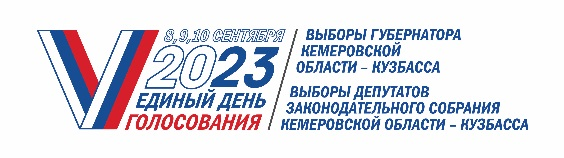 8, 9, 10 СЕНТЯБРЯ
2023
ЕДИНЫЙ ДЕНЬ
ГОЛОСОВАНИЯ
ВЫБОРЫ ГУБЕРНАТОРА
КЕМЕРОВСКОЙ
ОБЛАСТИ – КУЗБАССА
ВЫБОРЫ ДЕПУТАТОВ
ЗАКОНОДАТЕЛЬНОГО СОБРАНИЯ
КЕМЕРОВСКОЙ ОБЛАСТИ – КУЗБАССА